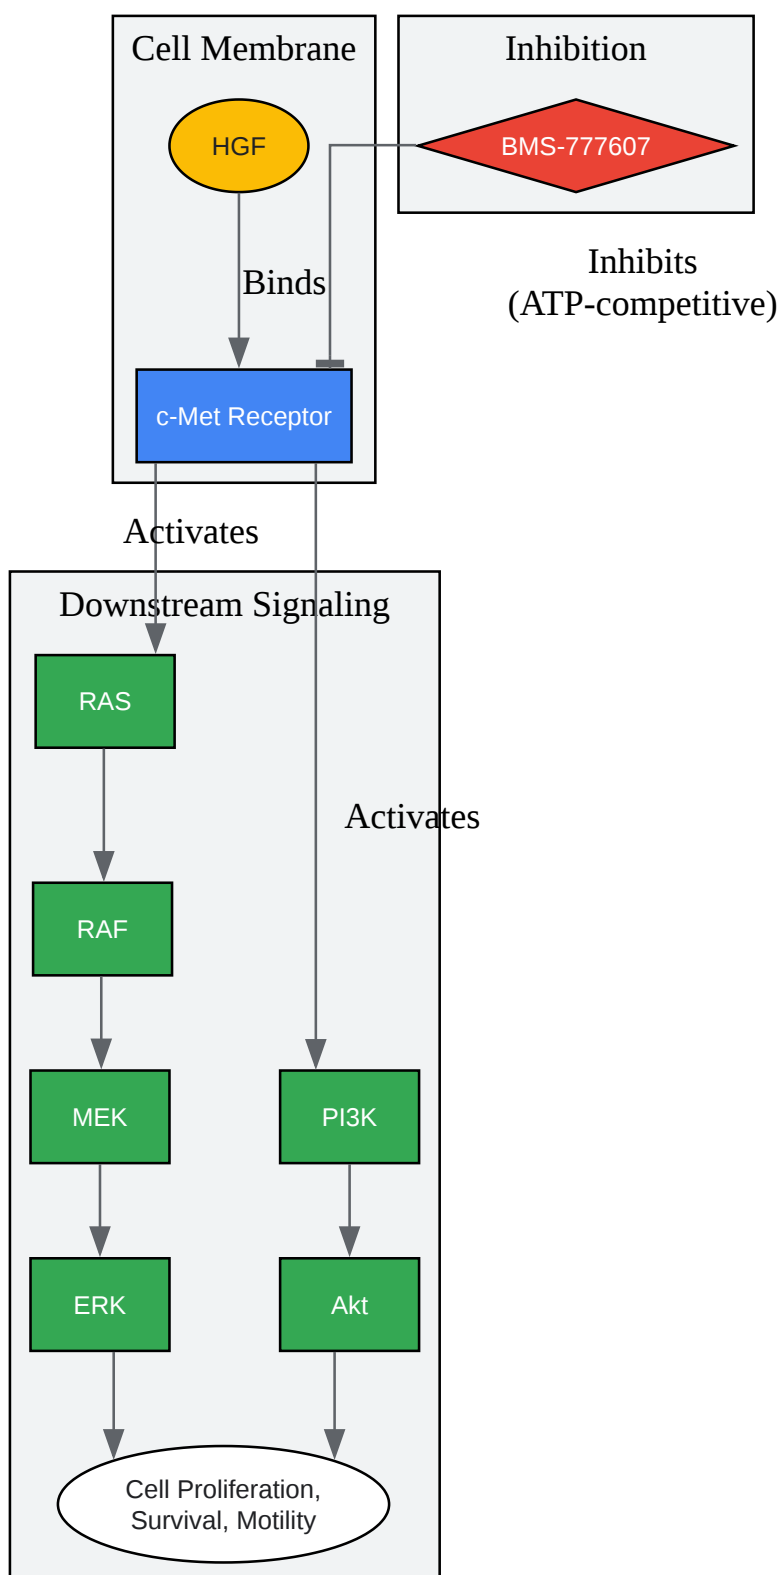 Cell Membrane
Inhibition
HGF
BMS-777607
Binds
Inhibits
(ATP-competitive)
c-Met Receptor
Activates
Downstream Signaling
RAS
Activates
RAF
MEK
PI3K
ERK
Akt
Cell Proliferation,
Survival, Motility